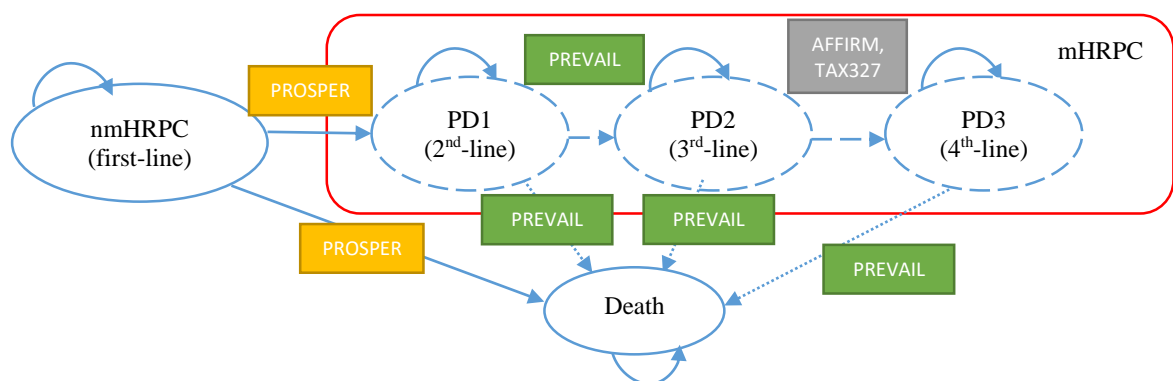 AFFIRM,
TAX327
mHRPC
PREVAIL
PROSPER
nmHRPC
(first-line)
PD1
(2nd-line)
PD2
(3rd-line)
PD3
(4th-line)
PREVAIL
PREVAIL
PROSPER
PREVAIL
Death